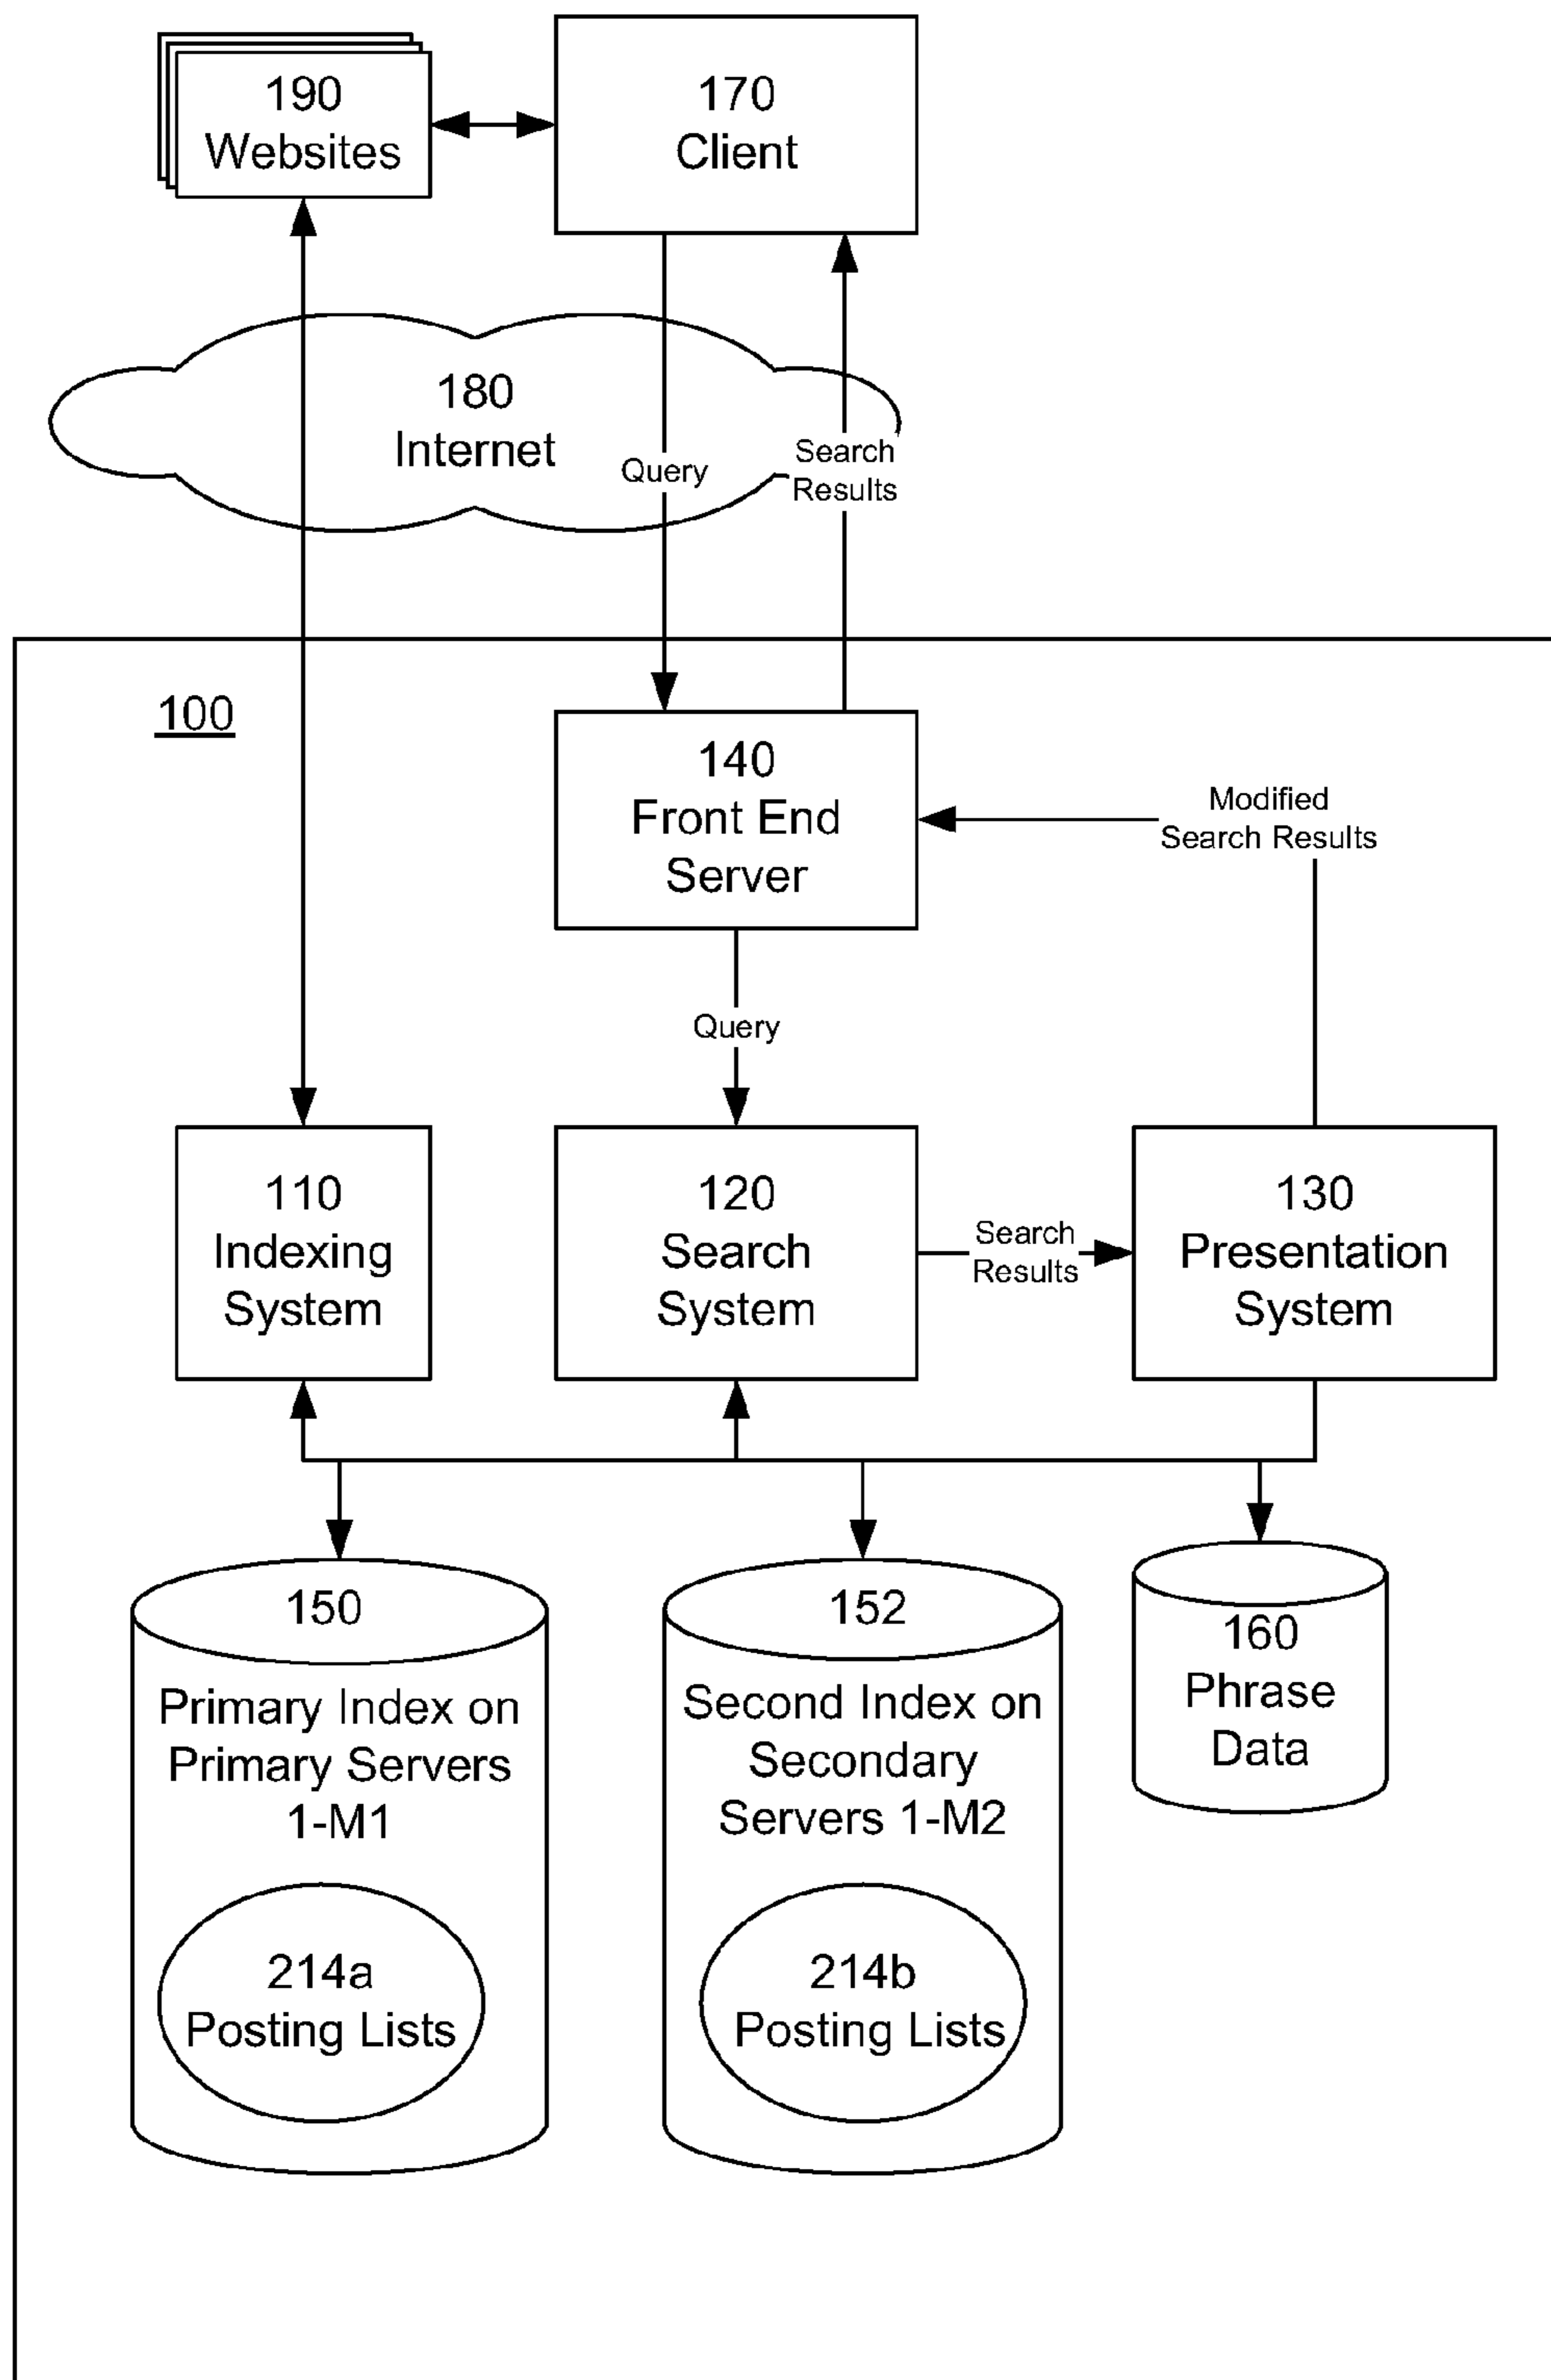 190
Websites
170
Client
180
Internet
Query
Search
Results
100
140
Front End
Server
Modified
Search Results
Query
110
Indexing
System
120
Search
System
Search
Results
130
Presentation
System
150
Primary Index on
Primary Servers
1-M1
214a
Posting Lists
152
Second Index on
Secondary
Servers 1-M2
214b
Posting Lists
160
Phrase
Data